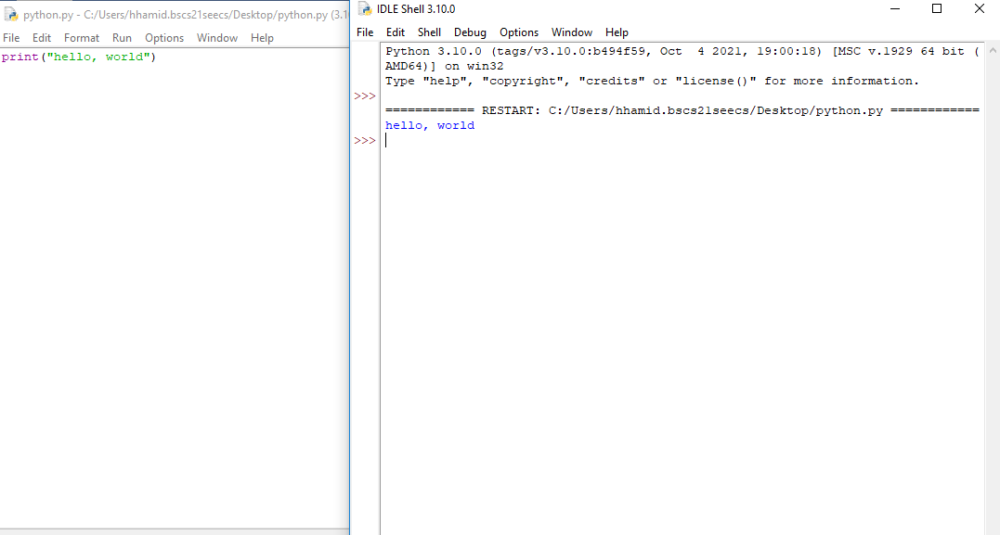 python.py - C:/Users/hhamid.bscs21seecs/Desktop/python.py (3.1
File Edit Format Run Options Window Help
print("hello, world")
IDLE Shell 3.10.0
File Edit Shell Debug Options Window Help
Python 3.10.0 (tags/v3.10.0:b494f59, Oct  4 2021, 19:00:18) [MSC v.1929 64 bit (
AMD64)] on win32
Type "help", "copyright", "credits" or "license()" for more information.
>>>
============ RESTART: C:/Users/hhamid.bscs21seecs/Desktop/python.py ============
hello, world
>>>